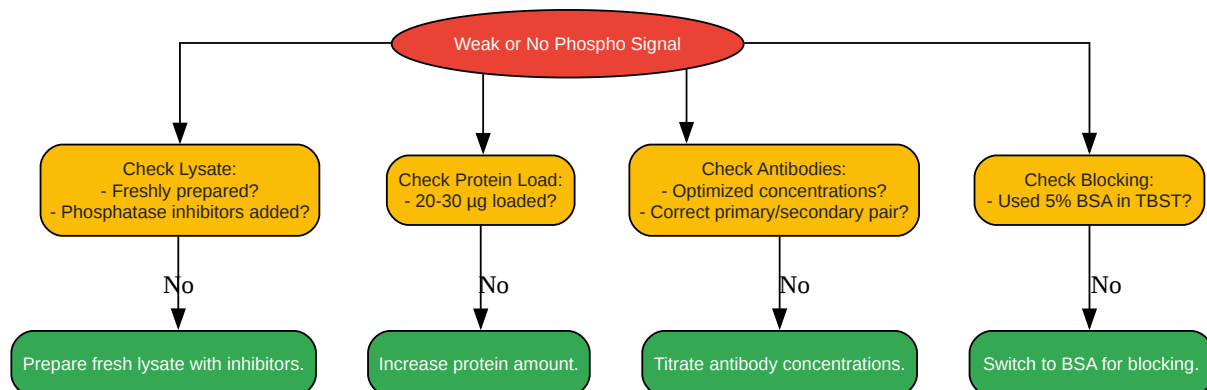 Weak or No Phospho Signal
Check Lysate:
- Freshly prepared?
- Phosphatase inhibitors added?
Check Protein Load:
- 20-30 µg loaded?
Check Antibodies:
- Optimized concentrations?
- Correct primary/secondary pair?
Check Blocking:
- Used 5% BSA in TBST?
No
No
No
No
Prepare fresh lysate with inhibitors.
Increase protein amount.
Titrate antibody concentrations.
Switch to BSA for blocking.